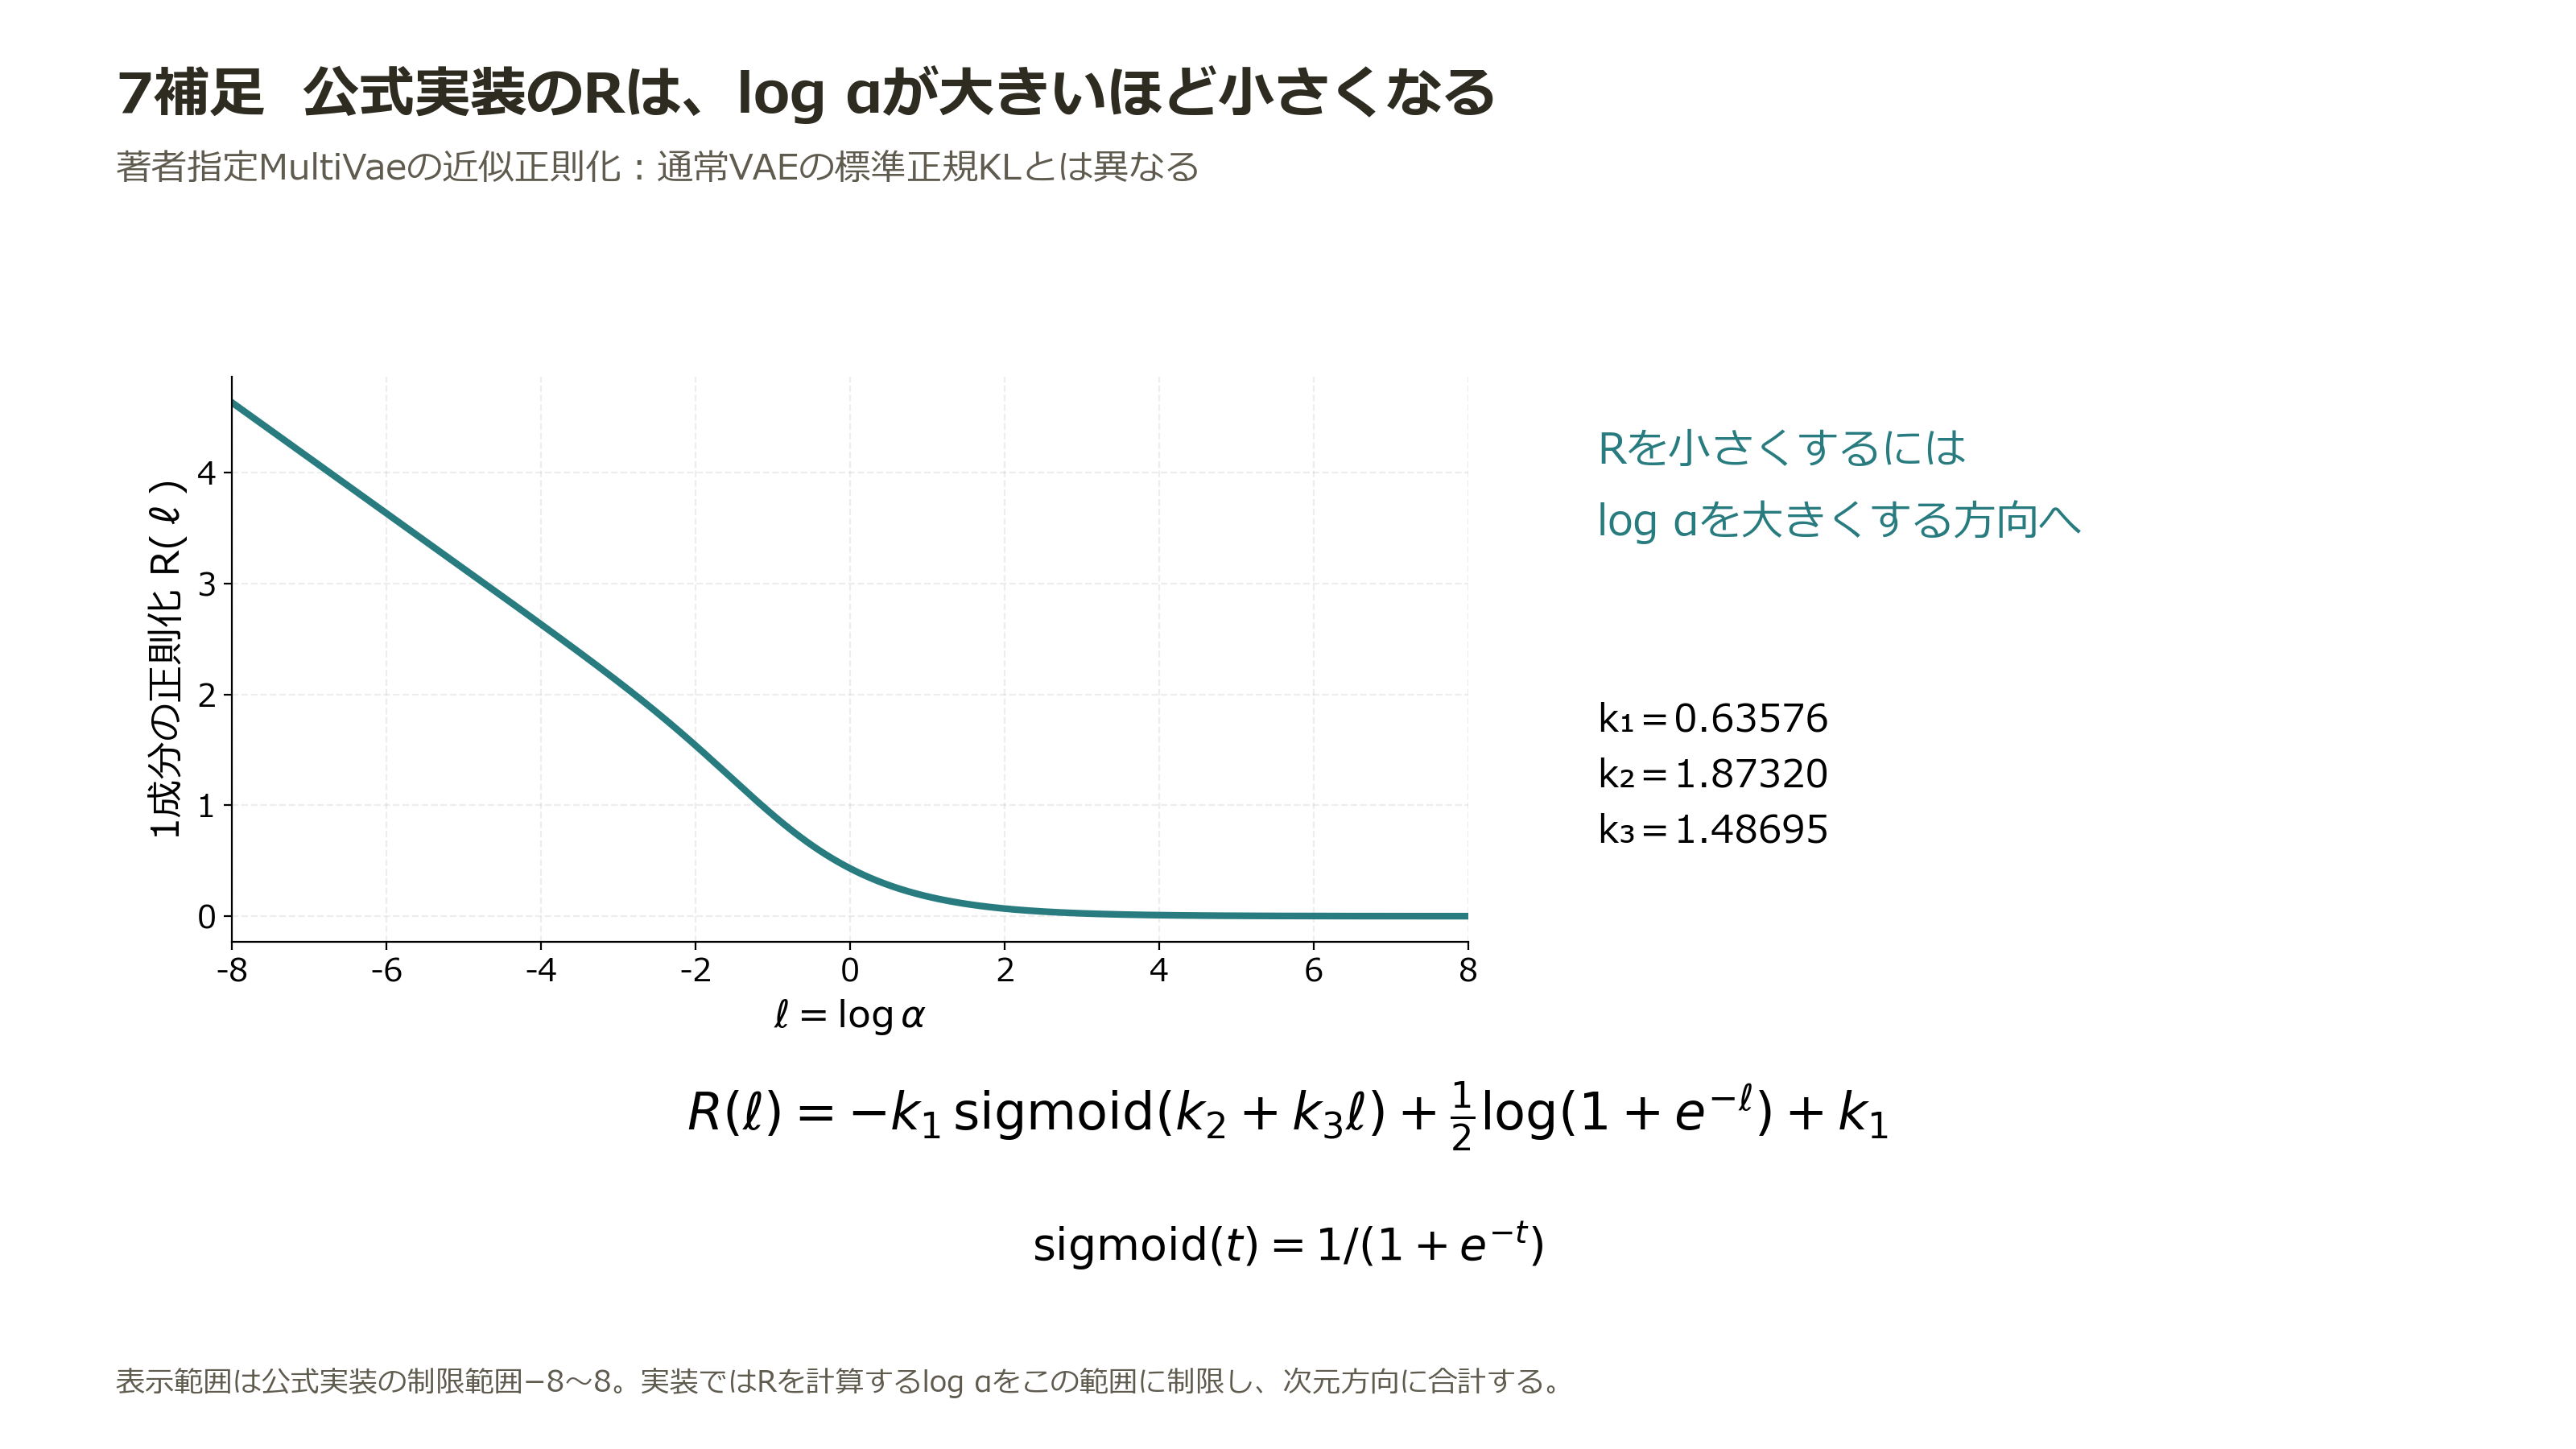 7補足 公式実装のRは、log αが大きいほど小さくなる
著者指定MultiVaeの近似正則化：通常VAEの標準正規KLとは異なる
1成分の正則化 R(ℓ)
4
3
2
1
0
-8 -6 -4 -2 0 2 4 6 8
ℓ = log α
Rを小さくするには
log αを大きくする方向へ
k₁＝0.63576
k₂＝1.87320
k₃＝1.48695
R(ℓ) = −k₁ sigmoid(k₂ + k₃ℓ) + ½ log(1 + e^{−ℓ}) + k₁
sigmoid(t) = 1/(1 + e^{−t})
表示範囲は公式実装の制限範囲−8〜8。実装ではRを計算するlog αをこの範囲に制限し、次元方向に合計する。